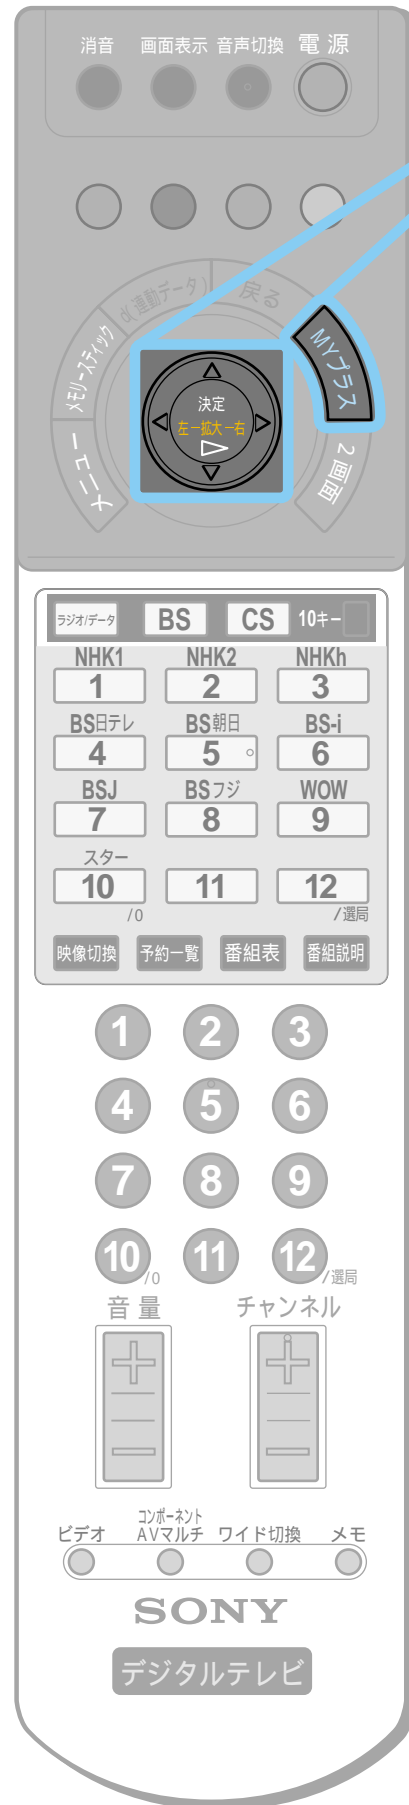 消音 画面表示 音声切換 電源
メモリースティック
d(連動データ)
戻る
MYプラス
メニュー
2画面
決定
左－拡大－右
ラジオ/データ BS CS 10キー
NHK1 NHK2 NHKh
1 2 3
BS日テレ BS朝日 BS-i
4 5 6
BSJ BSフジ WOW
7 8 9
スター
10 11 12
/0 /選局
映像切換 予約一覧 番組表 番組説明
1 2 3
4 5 6
7 8 9
10 /0 11 12 /選局
音量 チャンネル
コンポーネント
ビデオ AVマルチ ワイド切換 メモ
SONY
デジタルテレビ